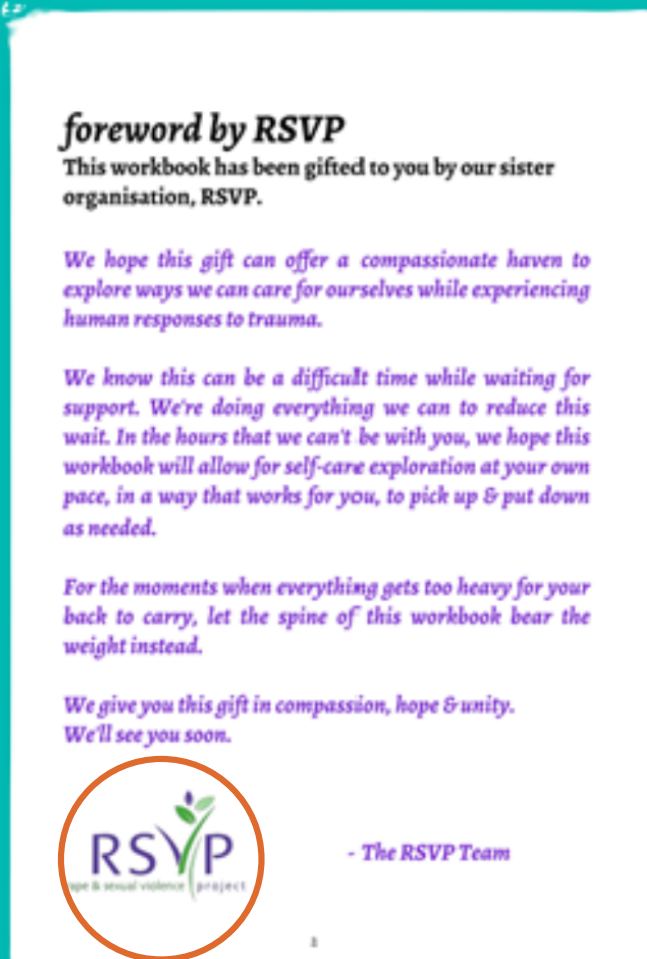 foreword by RSVP
This workbook has been gifted to you by our sister
organisation, RSVP.
We hope this gift can offer a compassionate haven to
explore ways we can care for ourselves while experiencing
human responses to trauma.
We know this can be a difficult time while waiting for
support. We're doing everything we can to reduce this
wait. In the hours that we can't be with you, we hope this
workbook will allow for self-care exploration at your own
pace, in a way that works for you, to pick up & put down
as needed.
For the moments when everything gets too heavy for your
back to carry, let the spine of this workbook bear the
weight instead.
We give you this gift in compassion, hope & unity.
We'll see you soon.
RSVP
ape & sexual violence project
- The RSVP Team